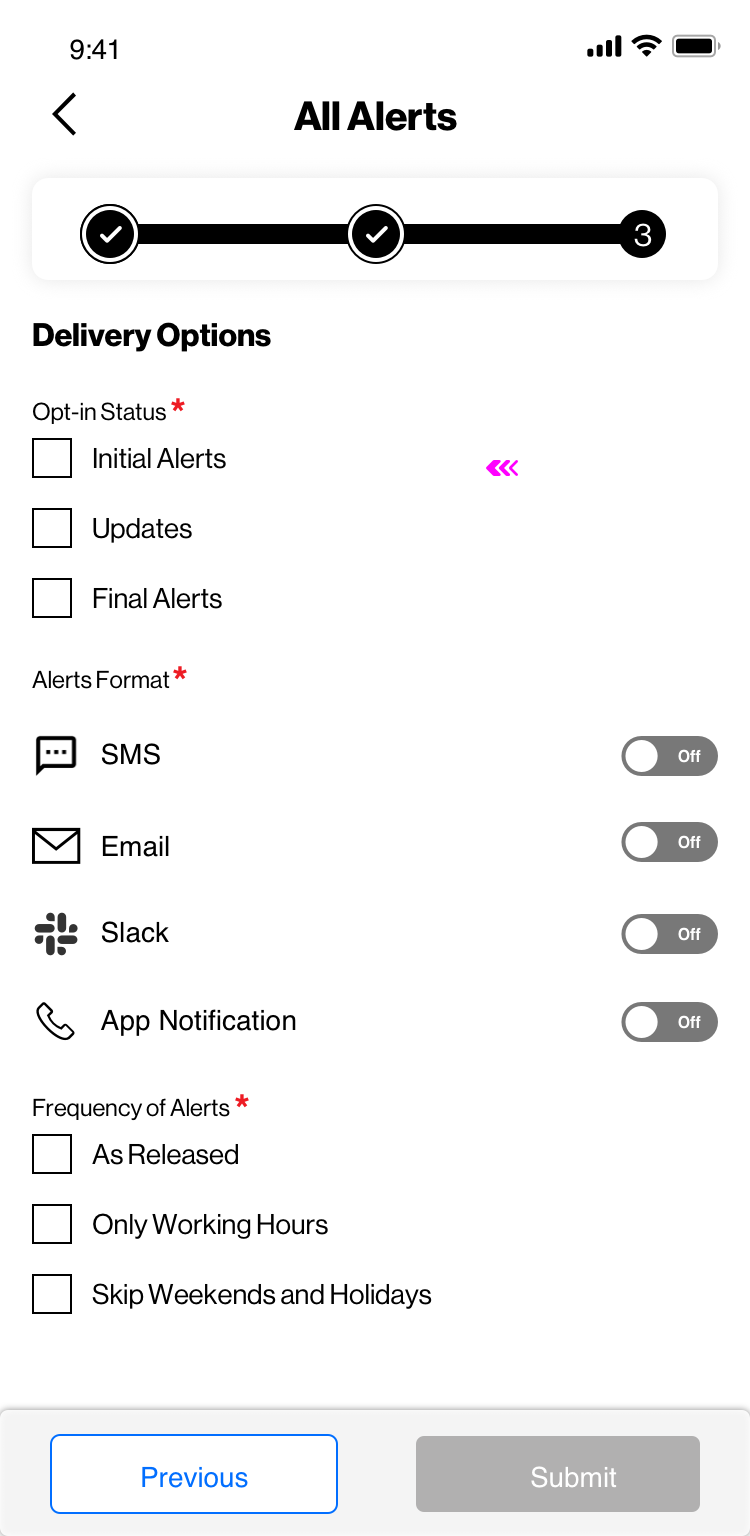 9:41
All Alerts
3
Delivery Options
Opt-in Status *
Initial Alerts
Updates
Final Alerts
Alerts Format *
SMS Off
Email Off
Slack Off
App Notification Off
Frequency of Alerts *
As Released
Only Working Hours
Skip Weekends and Holidays
Previous Submit